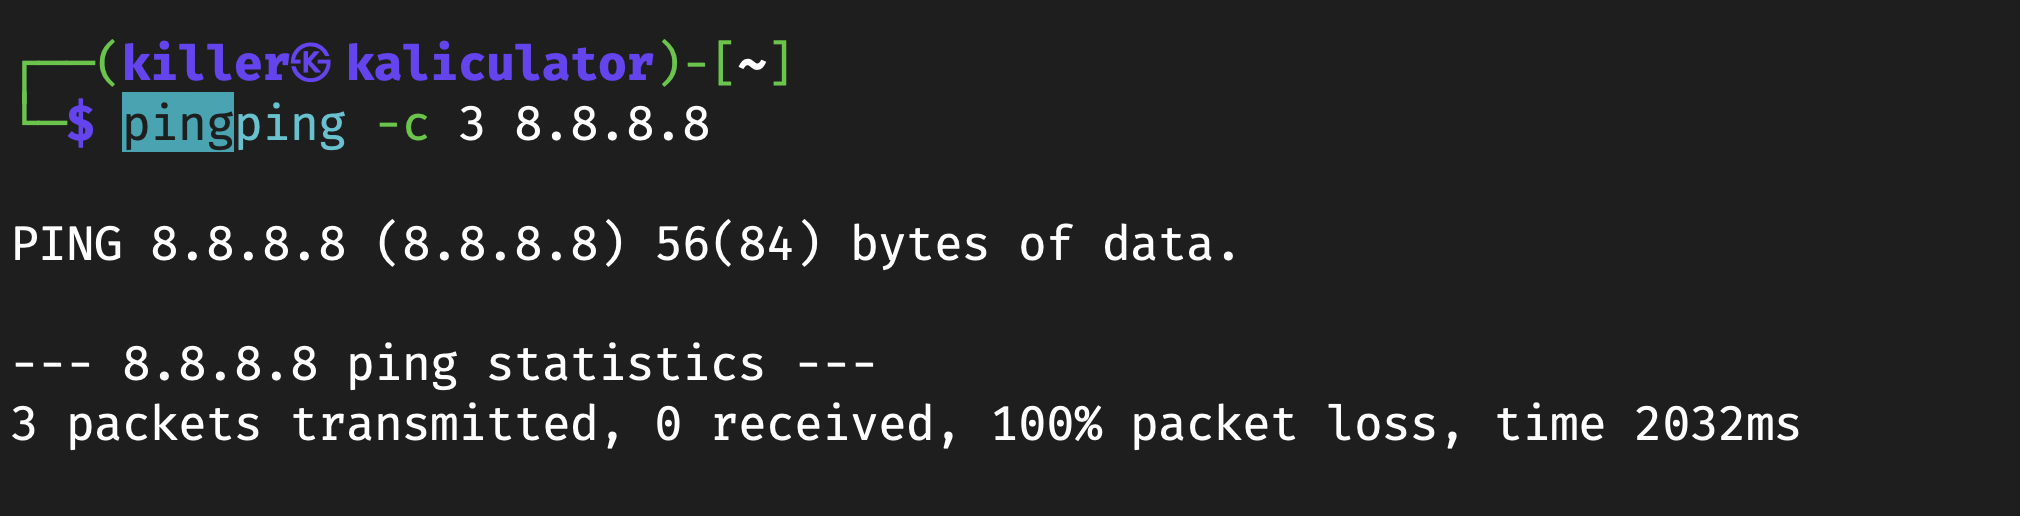 ┌──(killer㉿kaliculator)-[~]
└─$ pingping -c 3 8.8.8.8
PING 8.8.8.8 (8.8.8.8) 56(84) bytes of data.
--- 8.8.8.8 ping statistics ---
3 packets transmitted, 0 received, 100% packet loss, time 2032ms